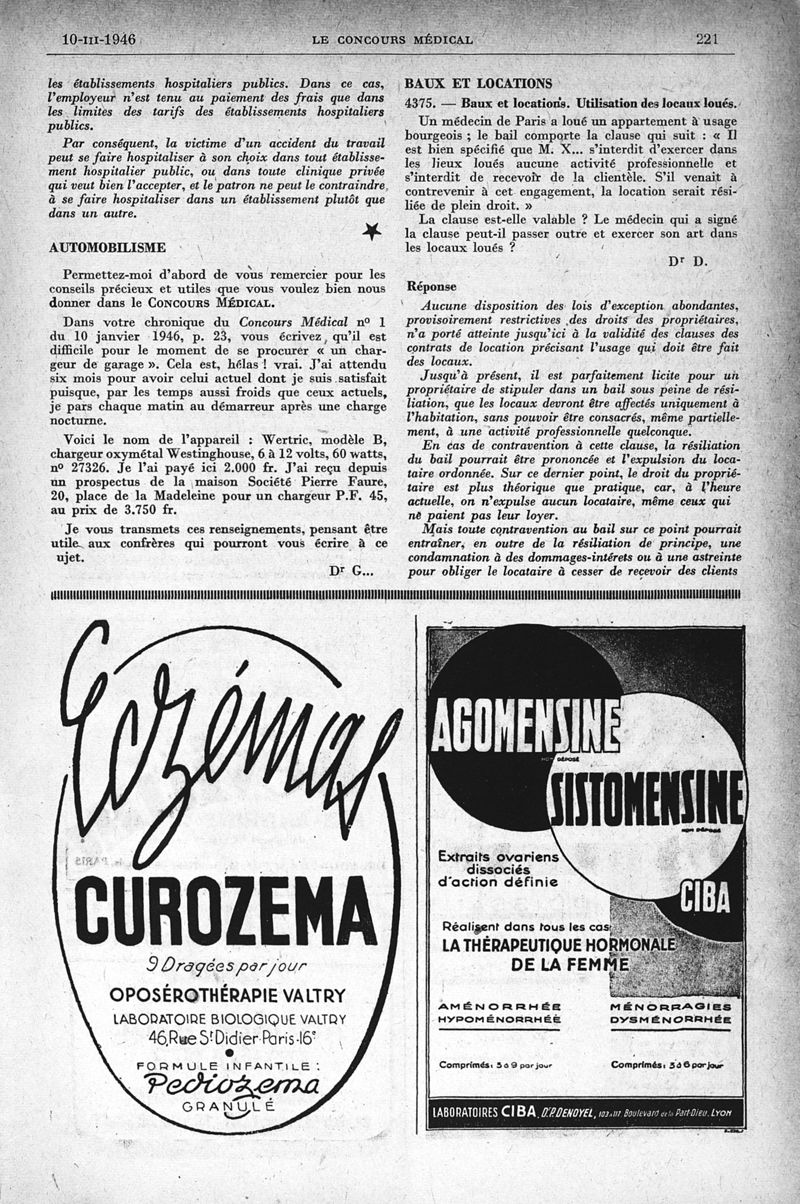 10-III-1946
LE CONCOURS MÉDICAL
221
les établissements hospitaliers publics. Dans ce cas,
l'employeur n'est tenu au paiement des frais que dans
les limites des tarifs des établissements hospitaliers
publics.
Par conséquent, la victime d'un accident du travail
peut se faire hospitaliser à son choix dans tout établisse-
ment hospitalier public, ou dans toute clinique privée
qui veut bien l'accepter, et le patron ne peut le contraindre
à se faire hospitaliser dans un établissement plutôt que
dans un autre.
★
AUTOMOBILISME
Permettez-moi d'abord de vous remercier pour les
conseils précieux et utiles que vous voulez bien nous
donner dans le CONCOURS MÉDICAL.
Dans votre chronique du Concours Médical nº 1
du 10 janvier 1946, p. 23, vous écrivez qu'il est
difficile pour le moment de se procurer « un char-
geur de garage ». Cela est, hélas ! vrai. J'ai attendu
six mois pour avoir celui actuel dont je suis satisfait
puisque, par les temps aussi froids que ceux actuels,
je pars chaque matin au démarreur après une charge
nocturne.
Voici le nom de l'appareil : Wertric, modèle B,
chargeur oxymétal Westinghouse, 6 à 12 volts, 60 watts,
nº 27326. Je l'ai payé ici 2.000 fr. J'ai reçu depuis
un prospectus de la maison Société Pierre Faure,
20, place de la Madeleine pour un chargeur P.F. 45,
au prix de 3.750 fr.
Je vous transmets ces renseignements, pensant être
utile aux confrères qui pourront vous écrire à ce
ujet.
Dr G...
BAUX ET LOCATIONS
4375. — Baux et locations. Utilisation des locaux loués.
Un médecin de Paris a loué un appartement à usage
bourgeois ; le bail comporte la clause qui suit : « Il
est bien spécifié que M. X... s'interdit d'exercer dans
les lieux loués aucune activité professionnelle et
s'interdit de recevoir de la clientèle. S'il venait à
contrevenir à cet engagement, la location serait rési-
liée de plein droit. »
La clause est-elle valable ? Le médecin qui a signé
la clause peut-il passer outre et exercer son art dans
les locaux loués ?
Dr D.
Réponse
Aucune disposition des lois d'exception abondantes,
provisoirement restrictives des droits des propriétaires,
n'a porté atteinte jusqu'ici à la validité des clauses des
contrats de location précisant l'usage qui doit être fait
des locaux.
Jusqu'à présent, il est parfaitement licite pour un
propriétaire de stipuler dans un bail sous peine de rési-
liation, que les locaux devront être affectés uniquement à
l'habitation, sans pouvoir être consacrés, même partielle-
ment, à une activité professionnelle quelconque.
En cas de contravention à cette clause, la résiliation
du bail pourrait être prononcée et l'expulsion du loca-
taire ordonnée. Sur ce dernier point, le droit du proprié-
taire est plus théorique que pratique, car, à l'heure
actuelle, on n'expulse aucun locataire, même ceux qui
ne paient pas leur loyer.
Mais toute contravention au bail sur ce point pourrait
entraîner, en outre de la résiliation de principe, une
condamnation à des dommages-intérets ou à une astreinte
pour obliger le locataire à cesser de recevoir des clients
Eczémas
CUROZEMA
9 Dragées par jour
OPOSÉROTHÉRAPIE VALTRY
LABORATOIRE BIOLOGIQUE VALTRY
46, Rue St Didier-Paris-16e
FORMULE INFANTILE :
Pediozema
GRANULÉ
AGOMENSINE
NOM DÉPOSÉ
SISTOMENSINE
NOM DÉPOSÉ
CIBA
Extraits ovariens
dissociés
d'action définie
Réalisent dans tous les cas
LA THÉRAPEUTIQUE HORMONALE
DE LA FEMME
AMÉNORRHÉE
HYPOMÉNORRHÉE
Comprimés : 3 à 9 par jour
MÉNORRAGIES
DYSMÉNORRHÉE
Comprimés : 3 à 6 par jour
LABORATOIRES CIBA, Dr P. DENOYEL, 103 à 117, Boulevard de la Part-Dieu, LYON